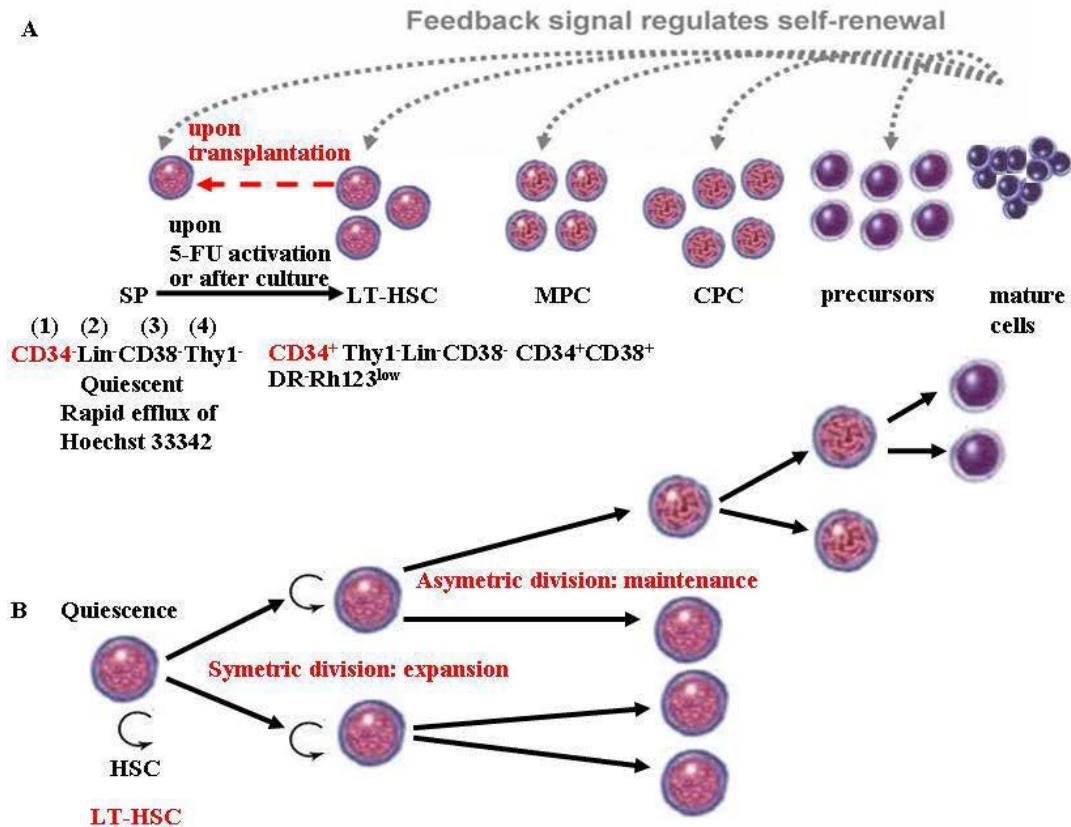 A
Feedback signal regulates self-renewal
upon
transplantation
upon
5-FU activation
or after culture
SP
LT-HSC
MPC
CPC
precursors
mature
cells
(1) (2) (3) (4)
CD34⁻Lin⁻CD38⁻Thy1⁻
Quiescent
Rapid efflux of
Hoechst 33342
CD34⁺ Thy1⁻Lin⁻CD38⁻ CD34⁺CD38⁺
DR⁻Rh123ˡᵒʷ
B
Quiescence
Asymetric division: maintenance
Symetric division: expansion
HSC
LT-HSC